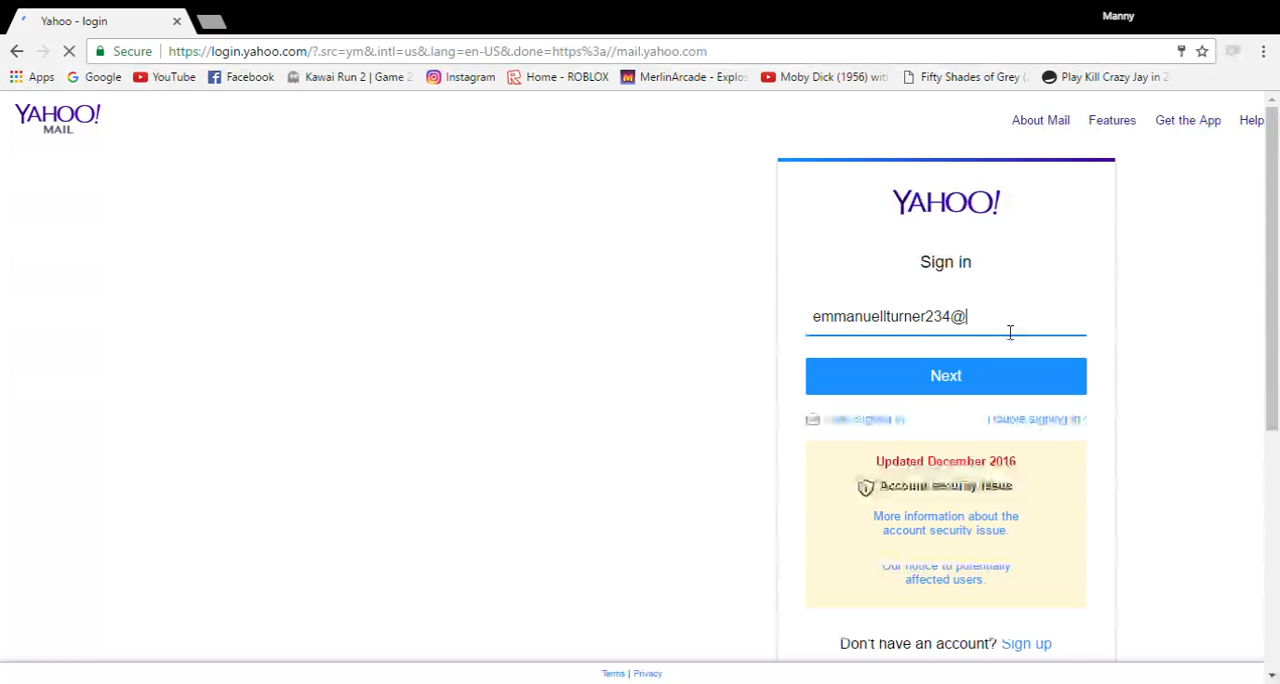 Manny
Yahoo - login
Secure https://login.yahoo.com/?.src=ym&.intl=us&.lang=en-US&.done=https%3a//mail.yahoo.com
Apps Google YouTube Facebook Kawai Run 2 | Game 2 Instagram Home - ROBLOX MerlinArcade - Explo Moby Dick (1956) wit Fifty Shades of Grey ( Play Kill Crazy Jay in 2
YAHOO!
MAIL
About Mail Features Get the App Help
YAHOO!
Sign in
emmanuellturner234@
Next
Trouble signing in?
Updated December 2016
Account Security Issue
More information about the
account security issue.
Our notice to potentially
affected users.
Don't have an account? Sign up
Terms | Privacy